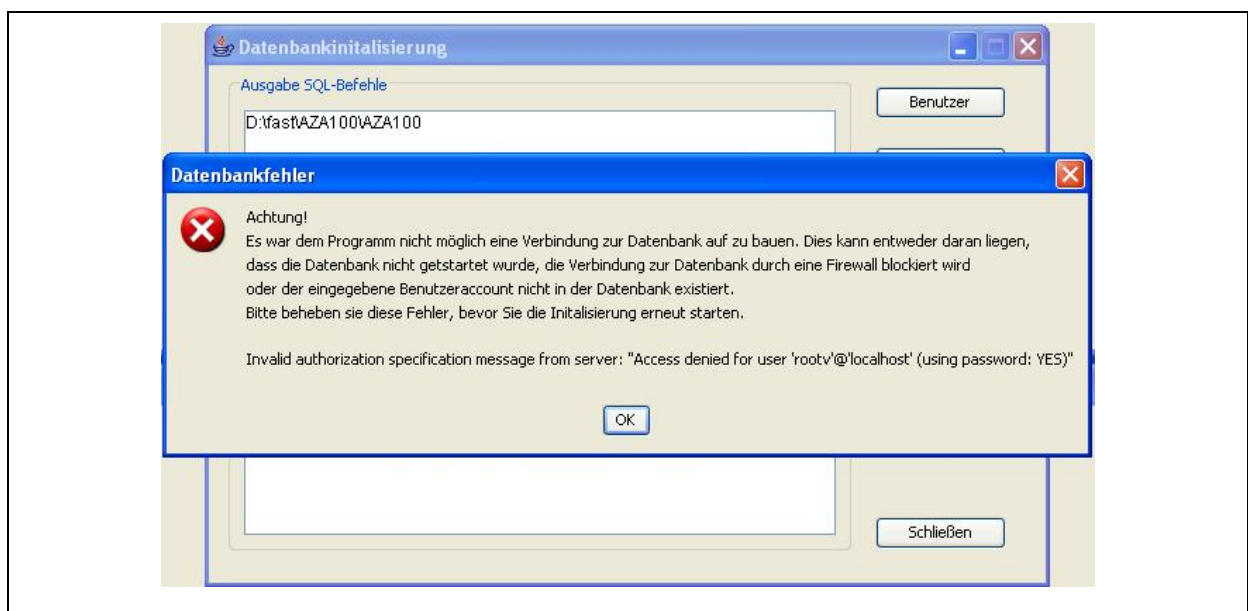 Datenbankinitalisierung
Ausgabe SQL-Befehle
Benutzer
D:\fast\AZA100\AZA100
Datenbankfehler
Achtung!
Es war dem Programm nicht möglich eine Verbindung zur Datenbank auf zu bauen. Dies kann entweder daran liegen,
dass die Datenbank nicht getstartet wurde, die Verbindung zur Datenbank durch eine Firewall blockiert wird
oder der eingegebene Benutzeraccount nicht in der Datenbank existiert.
Bitte beheben sie diese Fehler, bevor Sie die Initalisierung erneut starten.
Invalid authorization specification message from server: "Access denied for user 'rootv'@'localhost' (using password: YES)"
OK
Schließen